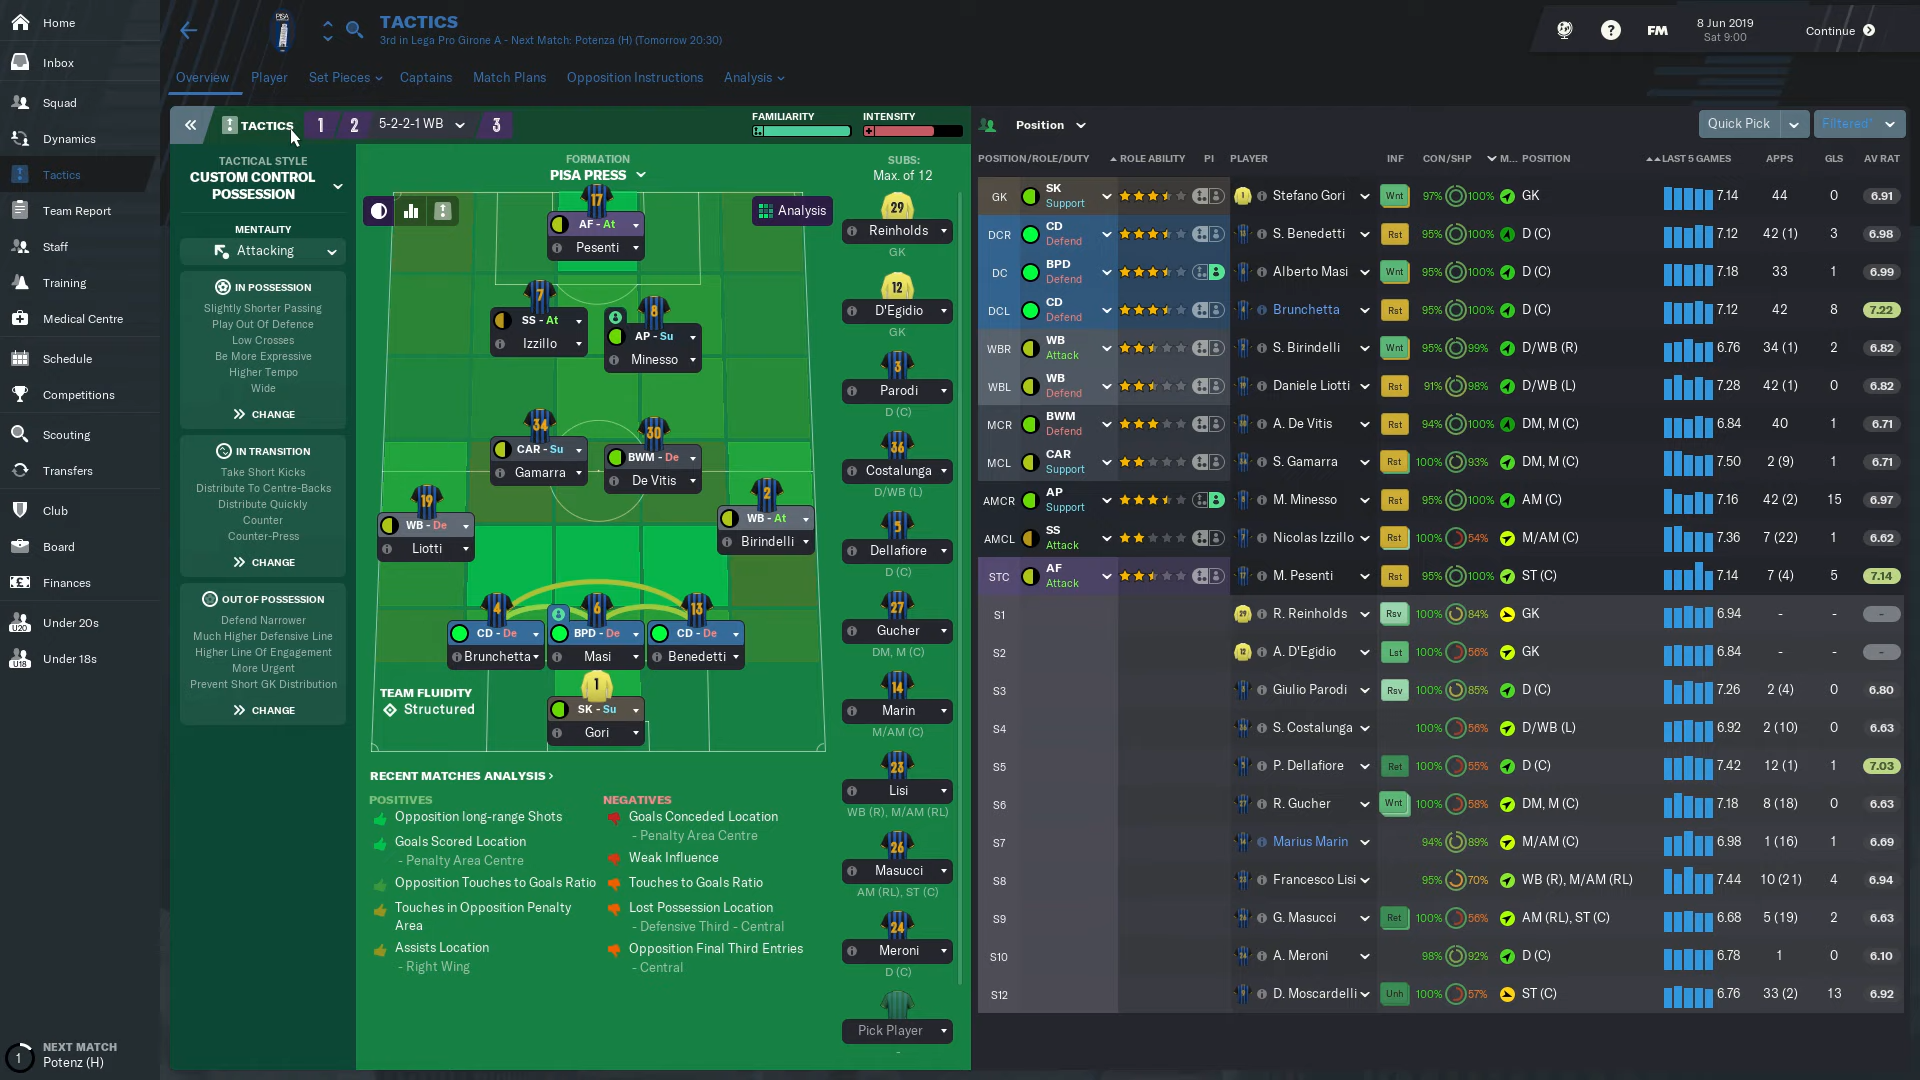 Home
Inbox
Squad
Dynamics
Tactics
Team Report
Staff
Training
Medical Centre
Schedule
Competitions
Scouting
Transfers
Club
Board
Finances
U20 Under 20s
U18 Under 18s
1
NEXT MATCH
Potenz (H)
PISA
TACTICS
3rd in Lega Pro Girone A - Next Match: Potenza (H) (Tomorrow 20:30)
FM
8 Jun 2019
Sat 9:00
Continue
Overview Player Set Pieces Captains Match Plans Opposition Instructions Analysis
TACTICS 1 2 5-2-2-1 WB 3
FAMILIARITY INTENSITY
TACTICAL STYLE
CUSTOM CONTROL
POSSESSION
MENTALITY
Attacking
IN POSSESSION
Slightly Shorter Passing
Play Out Of Defence
Low Crosses
Be More Expressive
Higher Tempo
Wide
CHANGE
IN TRANSITION
Take Short Kicks
Distribute To Centre-Backs
Distribute Quickly
Counter
Counter-Press
CHANGE
OUT OF POSSESSION
Defend Narrower
Much Higher Defensive Line
Higher Line Of Engagement
More Urgent
Prevent Short GK Distribution
CHANGE
FORMATION
PISA PRESS
Analysis
17
AF - At
Pesenti
7
SS - At
Izzillo
8
AP - Su
Minesso
34
CAR - Su
Gamarra
30
BWM - De
De Vitis
19
WB - De
Liotti
2
WB - At
Birindelli
4
CD - De
Brunchetta
6
BPD - De
Masi
13
CD - De
Benedetti
1
SK - Su
Gori
TEAM FLUIDITY
Structured
RECENT MATCHES ANALYSIS >
POSITIVES
Opposition long-range Shots
Goals Scored Location
- Penalty Area Centre
Opposition Touches to Goals Ratio
Touches in Opposition Penalty
Area
Assists Location
- Right Wing
NEGATIVES
Goals Conceded Location
- Penalty Area Centre
Weak Influence
Touches to Goals Ratio
Lost Possession Location
- Defensive Third - Central
Opposition Final Third Entries
- Central
SUBS:
Max. of 12
29
Reinholds
GK
12
D'Egidio
GK
3
Parodi
D (C)
36
Costalunga
D/WB (L)
5
Dellafiore
D (C)
27
Gucher
DM, M (C)
14
Marin
M/AM (C)
23
Lisi
WB (R), M/AM (RL)
26
Masucci
AM (RL), ST (C)
24
Meroni
D (C)
Pick Player
-
Position
Quick Pick
Filtered*
POSITION/ROLE/DUTY ROLE ABILITY PI PLAYER INF CON/SHP M... POSITION LAST 5 GAMES APPS GLS AV RAT
GK SK Support Stefano Gori Wnt 97% 100% GK 7.14 44 0 6.91
DCR CD Defend S. Benedetti Rst 95% 100% D (C) 7.12 42 (1) 3 6.98
DC BPD Defend Alberto Masi Wnt 95% 100% D (C) 7.18 33 1 6.99
DCL CD Defend Brunchetta Rst 95% 100% D (C) 7.12 42 8 7.22
WBR WB Attack S. Birindelli Wnt 95% 99% D/WB (R) 6.76 34 (1) 2 6.82
WBL WB Defend Daniele Liotti Rst 91% 98% D/WB (L) 7.28 42 (1) 0 6.82
MCR BWM Defend A. De Vitis Rst 94% 100% DM, M (C) 6.84 40 1 6.71
MCL CAR Support S. Gamarra Rst 100% 93% DM, M (C) 7.50 2 (9) 1 6.71
AMCR AP Support M. Minesso Rst 95% 100% AM (C) 7.16 42 (2) 15 6.97
AMCL SS Attack Nicolas Izzillo Rst 100% 54% M/AM (C) 7.36 7 (22) 1 6.62
STC AF Attack M. Pesenti Rst 95% 100% ST (C) 7.14 7 (4) 5 7.14
S1 R. Reinholds Rsv 100% 84% GK 6.94 - - -
S2 A. D'Egidio Lst 100% 56% GK 6.84 - - -
S3 Giulio Parodi Rsv 100% 85% D (C) 7.26 2 (4) 0 6.80
S4 S. Costalunga 100% 56% D/WB (L) 6.92 2 (10) 0 6.63
S5 P. Dellafiore Ret 100% 55% D (C) 7.42 12 (1) 1 7.03
S6 R. Gucher Wnt 100% 58% DM, M (C) 7.18 8 (18) 0 6.63
S7 Marius Marin 94% 89% M/AM (C) 6.98 1 (16) 1 6.69
S8 Francesco Lisi 95% 70% WB (R), M/AM (RL) 7.44 10 (21) 4 6.94
S9 G. Masucci Ret 100% 56% AM (RL), ST (C) 6.68 5 (19) 2 6.63
S10 A. Meroni 98% 92% D (C) 6.78 1 0 6.10
S12 D. Moscardelli Unh 100% 57% ST (C) 6.76 33 (2) 13 6.92